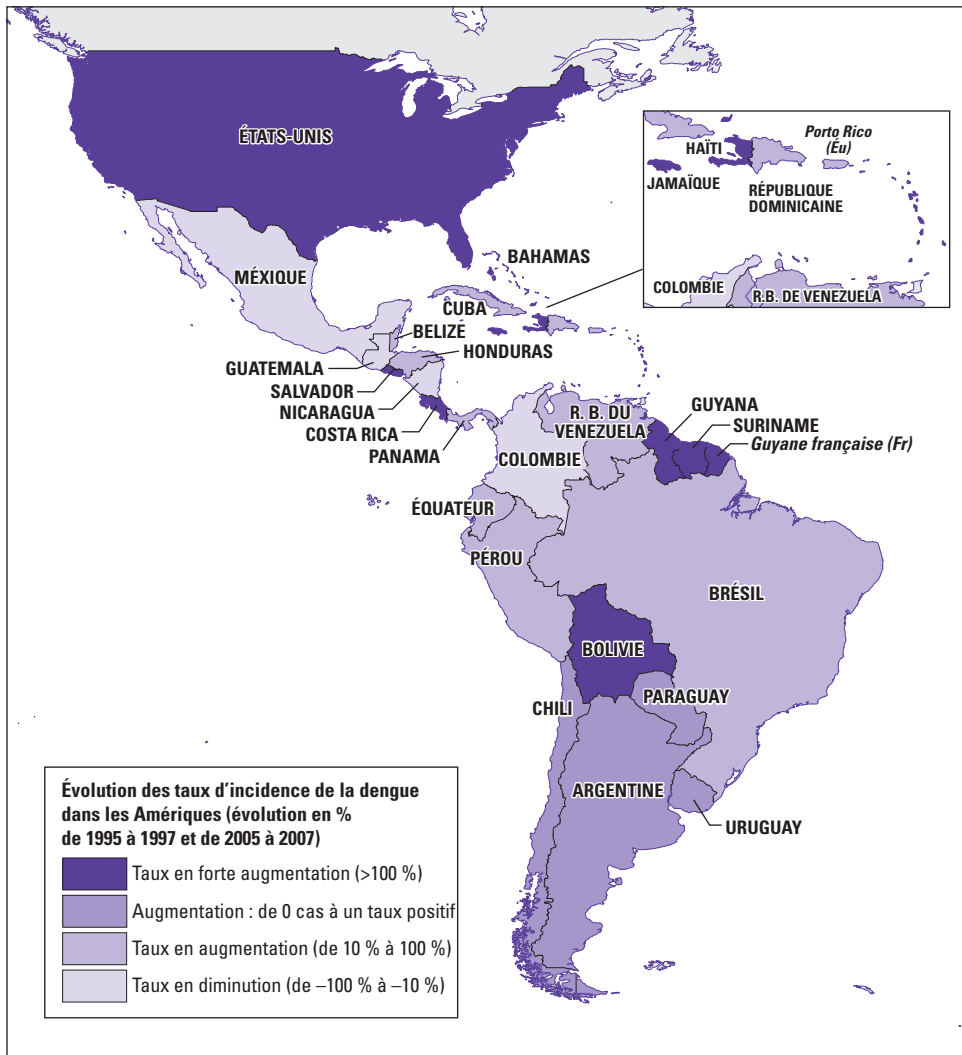 ÉTATS-UNIS
HAÏTI
Porto Rico
(Éu)
JAMAÏQUE
RÉPUBLIQUE
DOMINICAINE
COLOMBIE
R.B. DE VENEZUELA
BAHAMAS
MÉXIQUE
CUBA
BELIZÉ
HONDURAS
GUATEMALA
SALVADOR
NICARAGUA
COSTA RICA
PANAMA
R. B. DU
VENEZUELA
COLOMBIE
GUYANA
SURINAME
Guyane française (Fr)
ÉQUATEUR
PÉROU
BRÉSIL
BOLIVIE
PARAGUAY
CHILI
ARGENTINE
URUGUAY
Évolution des taux d'incidence de la dengue
dans les Amériques (évolution en %
de 1995 à 1997 et de 2005 à 2007)
Taux en forte augmentation (>100 %)
Augmentation : de 0 cas à un taux positif
Taux en augmentation (de 10 % à 100 %)
Taux en diminution (de –100 % à –10 %)